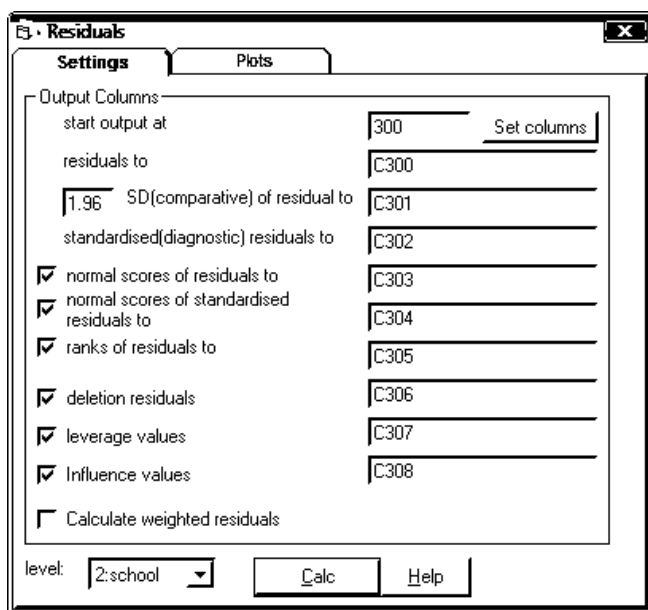 Residuals
Settings Plots
Output Columns
start output at 300 Set columns
residuals to C300
1.96 SD(comparative) of residual to C301
standardised(diagnostic) residuals to C302
normal scores of residuals to C303
normal scores of standardised
residuals to C304
ranks of residuals to C305
deletion residuals C306
leverage values C307
Influence values C308
Calculate weighted residuals
level: 2:school Calc Help